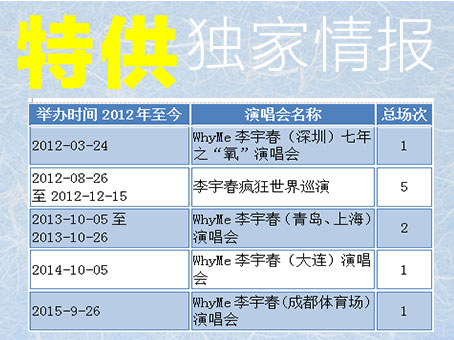 特供独家情报
举办时间 2012年至今 演唱会名称 总场次
2012-03-24 WhyMe 李宇春（深圳）七年
之“氧”演唱会 1
2012-08-26
至 2012-12-15 李宇春疯狂世界巡演 5
2013-10-05 至
2013-10-26 WhyMe 李宇春（青岛、上海）
演唱会 2
2014-10-05 WhyMe 李宇春（大连）演唱
会 1
2015-9-26 WhyMe 李宇春(成都体育场)
演唱会 1